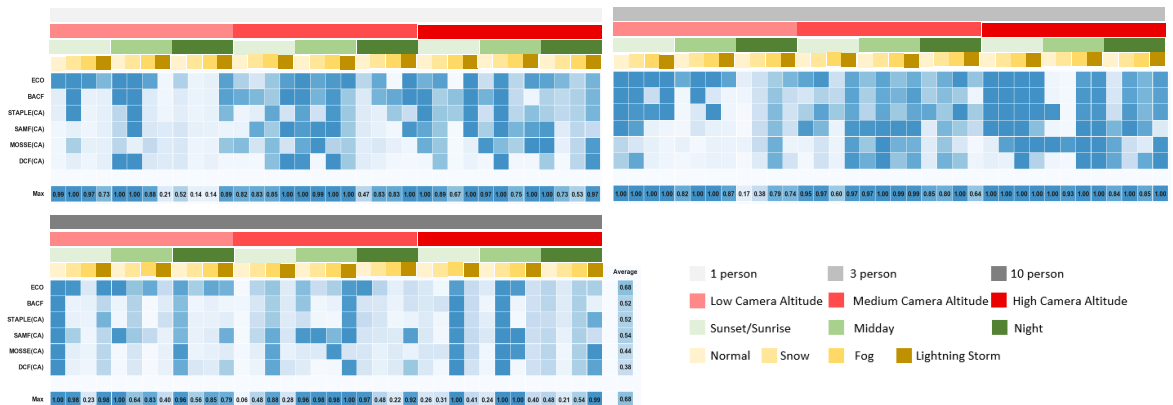 ECO
BACF
STAPLE(CA)
SAMF(CA)
MOSSE(CA)
DCF(CA)
Max 0.99 1.00 0.97 0.73 1.00 1.00 0.88 0.21 0.52 0.14 0.14 0.89 0.82 0.83 0.85 1.00 0.99 1.00 1.00 0.47 0.83 0.83 1.00 1.00 0.89 0.67 1.00 0.97 1.00 0.75 1.00 1.00 0.73 0.53 0.97
1.00 1.00 1.00 1.00 0.82 1.00 1.00 0.87 0.17 0.38 0.79 0.74 0.95 0.97 0.60 0.97 0.97 1.00 0.99 0.99 0.85 0.80 1.00 0.64 1.00 1.00 1.00 1.00 1.00 0.93 1.00 1.00 0.84 1.00 0.85 1.00
Average
ECO 0.68
BACF 0.52
STAPLE(CA) 0.52
SAMF(CA) 0.54
MOSSE(CA) 0.44
DCF(CA) 0.38
Max 1.00 0.98 0.23 0.98 1.00 0.64 0.83 0.40 0.96 0.56 0.85 0.79 0.06 0.48 0.88 0.28 0.96 0.98 0.98 1.00 0.97 0.48 0.22 0.92 0.26 0.31 1.00 0.41 0.24 1.00 1.00 0.40 0.48 0.21 0.54 0.99 0.68
1 person 3 person 10 person
Low Camera Altitude Medium Camera Altitude High Camera Altitude
Sunset/Sunrise Midday Night
Normal Snow Fog Lightning Storm